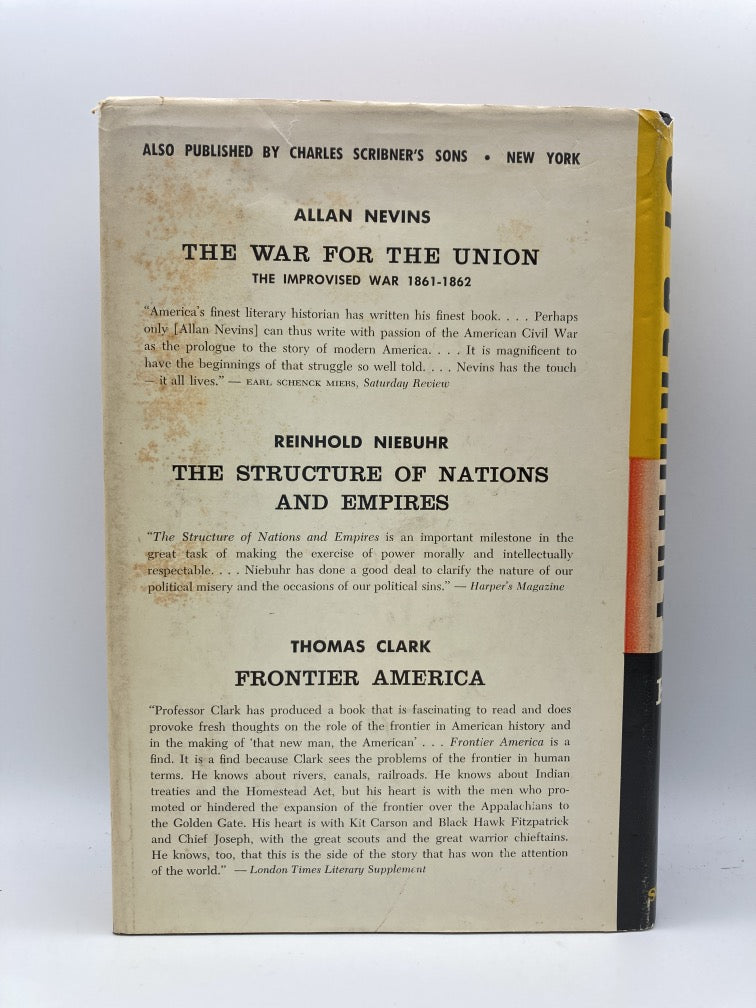 ALSO PUBLISHED BY CHARLES SCRIBNER'S SONS • NEW YORK
ALLAN NEVINS
THE WAR FOR THE UNION
THE IMPROVISED WAR 1861-1862
"America's finest literary historian has written his finest book. . . . Perhaps
only [Allan Nevins] can thus write with passion of the American Civil War
as the prologue to the story of modern America. . . . It is magnificent to
have the beginnings of that struggle so well told. . . . Nevins has the touch
— it all lives." — EARL SCHENCK MIERS, Saturday Review
REINHOLD NIEBUHR
THE STRUCTURE OF NATIONS
AND EMPIRES
"The Structure of Nations and Empires is an important milestone in the
great task of making the exercise of power morally and intellectually
respectable. . . . Niebuhr has done a good deal to clarify the nature of our
political misery and the occasions of our political sins." — Harper's Magazine
THOMAS CLARK
FRONTIER AMERICA
"Professor Clark has produced a book that is fascinating to read and does
provoke fresh thoughts on the role of the frontier in American history and
in the making of 'that new man, the American' . . . Frontier America is a
find. It is a find because Clark sees the problems of the frontier in human
terms. He knows about rivers, canals, railroads. He knows about Indian
treaties and the Homestead Act, but his heart is with the men who pro-
moted or hindered the expansion of the frontier over the Appalachians to
the Golden Gate. His heart is with Kit Carson and Black Hawk Fitzpatrick
and Chief Joseph, with the great scouts and the great warrior chieftains.
He knows, too, that this is the side of the story that has won the attention
of the world." — London Times Literary Supplement